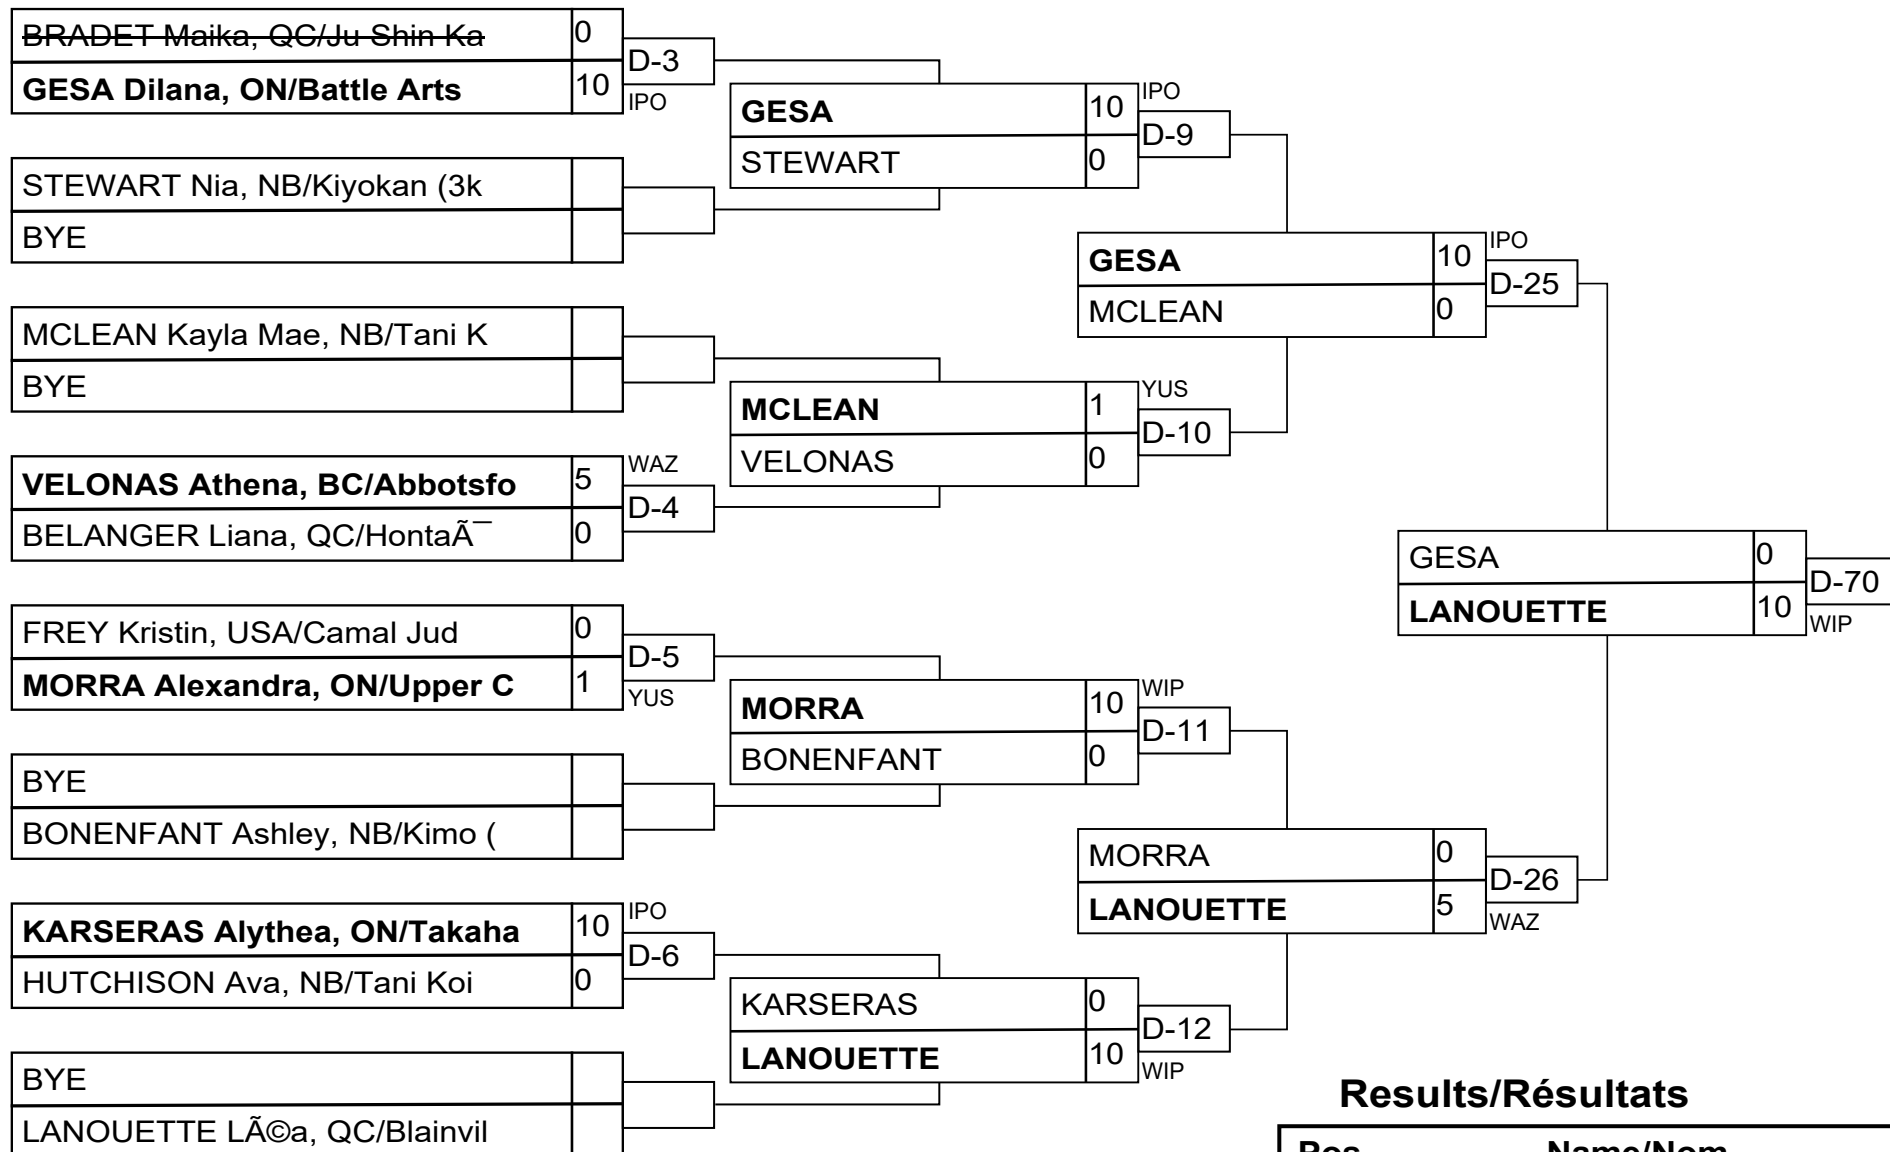 BRADET Maika, QC/Ju Shin Ka 0
D-3
GESA Dilana, ON/Battle Arts 10
IPO
STEWART Nia, NB/Kiyokan (3k
BYE
MCLEAN Kayla Mae, NB/Tani K
BYE
VELONAS Athena, BC/Abbotsfo 5
WAZ
D-4
BELANGER Liana, QC/HontaÃ¯ 0
FREY Kristin, USA/Camal Jud 0
D-5
MORRA Alexandra, ON/Upper C 1
YUS
BYE
BONENFANT Ashley, NB/Kimo (
KARSERAS Alythea, ON/Takaha 10
IPO
D-6
HUTCHISON Ava, NB/Tani Koi 0
BYE
LANOUETTE LÃ©a, QC/Blainvil
GESA 10
IPO
D-9
STEWART 0
MCLEAN 1
YUS
D-10
VELONAS 0
MORRA 10
WIP
D-11
BONENFANT 0
KARSERAS 0
D-12
LANOUETTE 10
WIP
GESA 10
IPO
D-25
MCLEAN 0
MORRA 0
D-26
LANOUETTE 5
WAZ
GESA 0
D-70
LANOUETTE 10
WIP
Results/Résultats
Pos Name/Nom